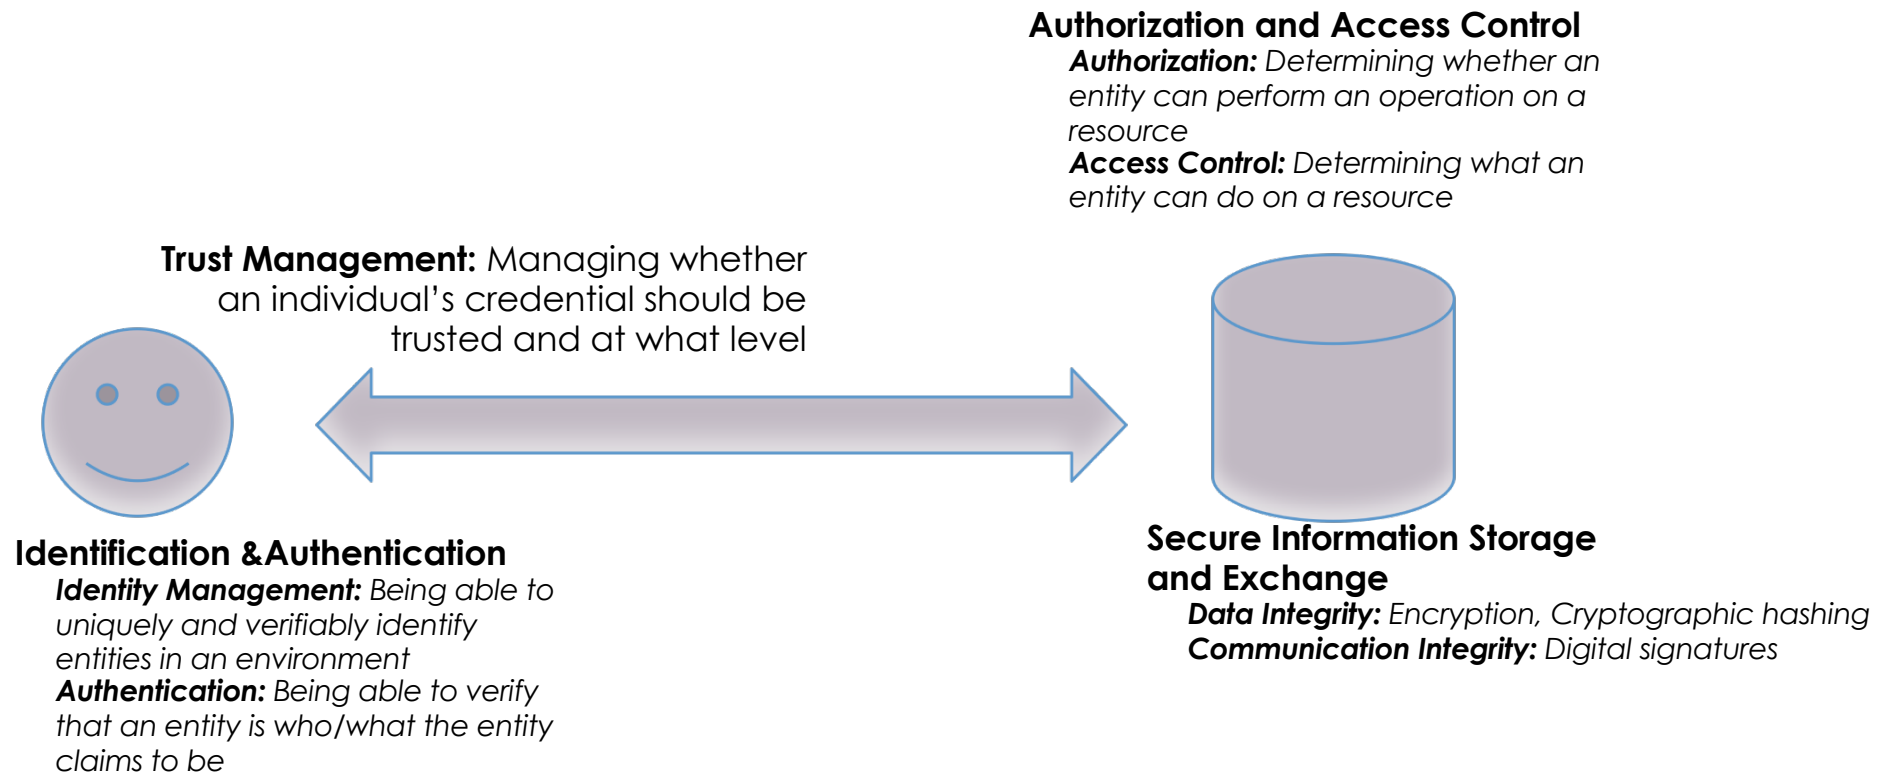 Authorization and Access Control
Authorization: Determining whether an
entity can perform an operation on a
resource
Access Control: Determining what an
entity can do on a resource
Trust Management: Managing whether
an individual’s credential should be
trusted and at what level
Identification &Authentication
Identity Management: Being able to
uniquely and verifiably identify
entities in an environment
Authentication: Being able to verify
that an entity is who/what the entity
claims to be
Secure Information Storage
and Exchange
Data Integrity: Encryption, Cryptographic hashing
Communication Integrity: Digital signatures